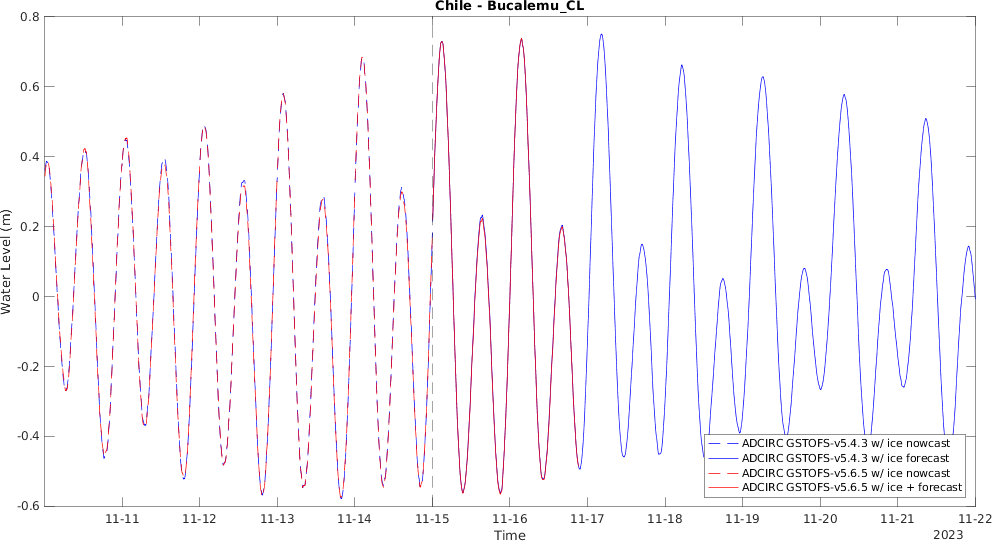 Chile - Bucalemu_CL
0.8
0.6
0.4
0.2
0
-0.2
-0.4
-0.6
Water Level (m)
ADCIRC GSTOFS-v5.4.3 w/ ice nowcast
ADCIRC GSTOFS-v5.4.3 w/ ice forecast
ADCIRC GSTOFS-v5.6.5 w/ ice nowcast
ADCIRC GSTOFS-v5.6.5 w/ ice + forecast
11-11 11-12 11-13 11-14 11-15 11-16 11-17 11-18 11-19 11-20 11-21 11-22
Time
2023